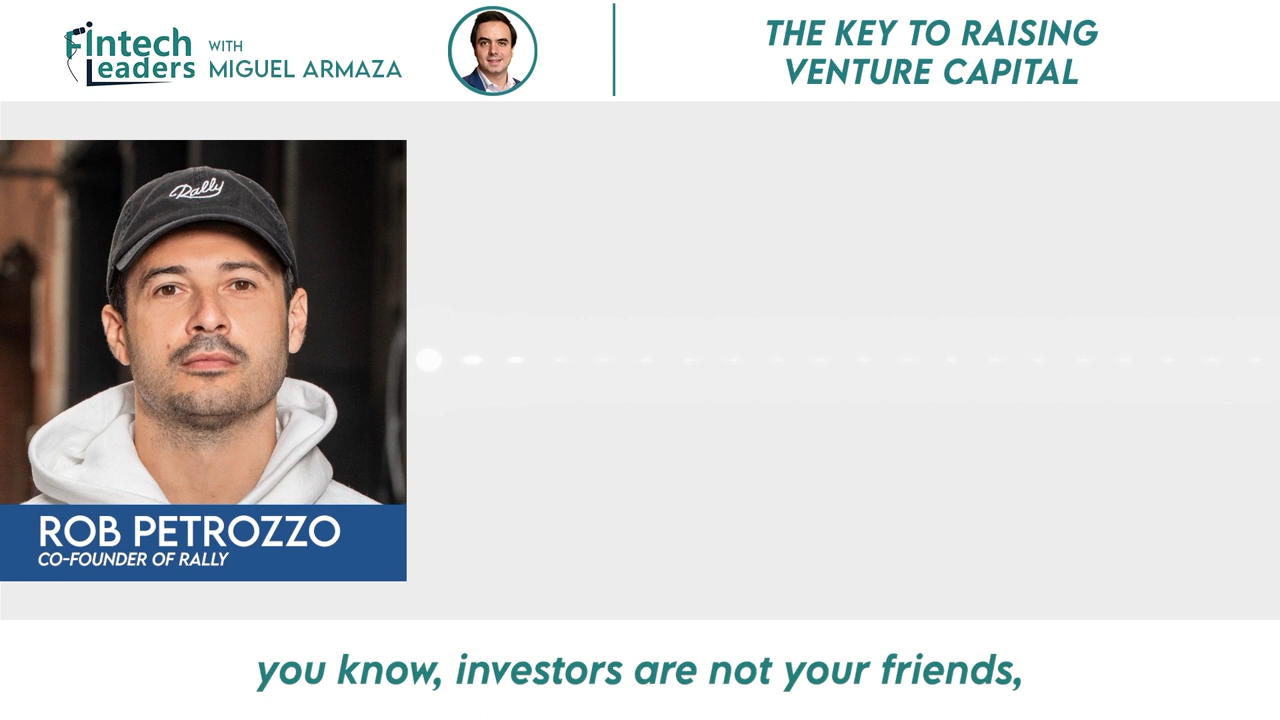 Fintech
Leaders
WITH
MIGUEL ARMAZA
THE KEY TO RAISING
VENTURE CAPITAL
Rally
ROB PETROZZO
CO-FOUNDER OF RALLY
you know, investors are not your friends,